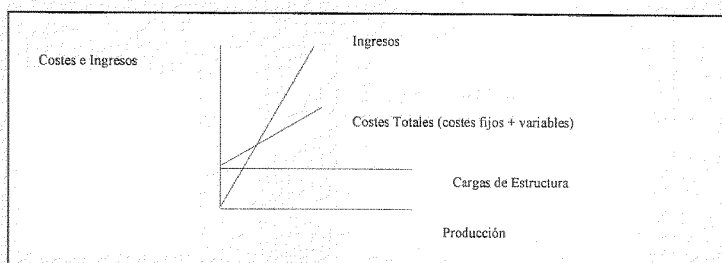 Ingresos
Costes e Ingresos
Costes Totales (costes fijos + variables)
Cargas de Estructura
Producción